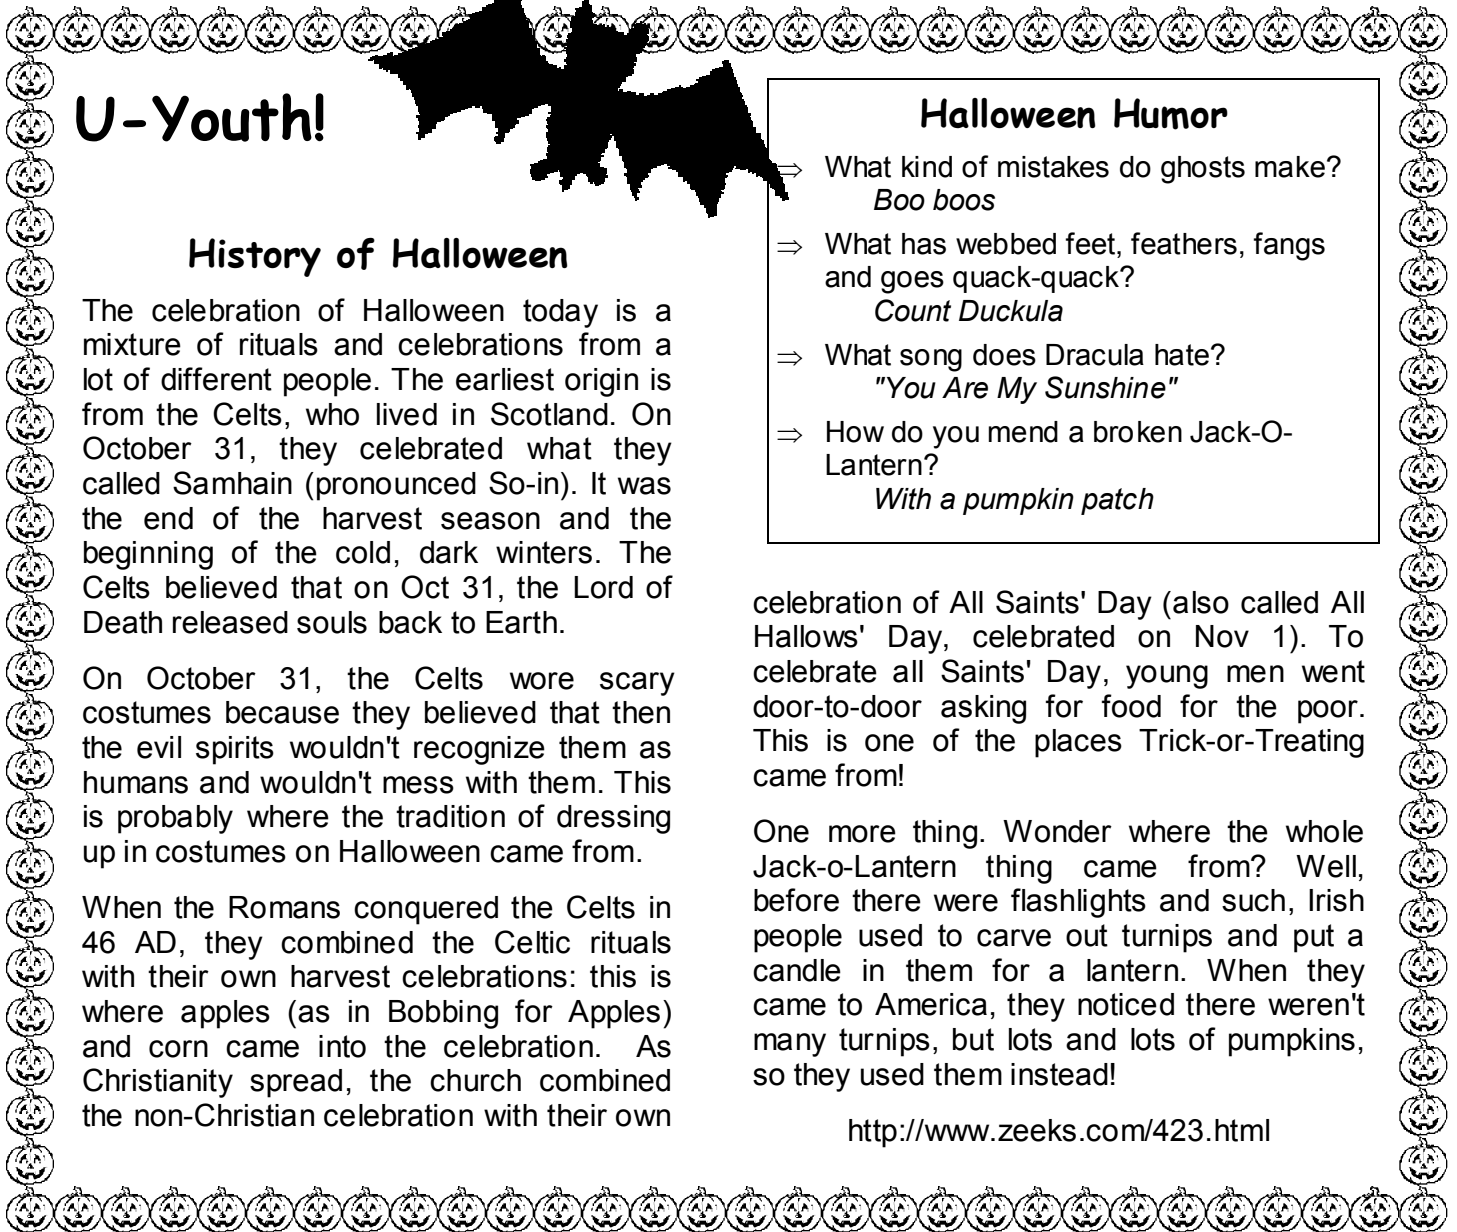 U-Youth!
History of Halloween
The celebration of Halloween today is a
mixture of rituals and celebrations from a
lot of different people. The earliest origin is
from the Celts, who lived in Scotland. On
October 31, they celebrated what they
called Samhain (pronounced So-in). It was
the end of the harvest season and the
beginning of the cold, dark winters. The
Celts believed that on Oct 31, the Lord of
Death released souls back to Earth.
On October 31, the Celts wore scary
costumes because they believed that then
the evil spirits wouldn't recognize them as
humans and wouldn't mess with them. This
is probably where the tradition of dressing
up in costumes on Halloween came from.
When the Romans conquered the Celts in
46 AD, they combined the Celtic rituals
with their own harvest celebrations: this is
where apples (as in Bobbing for Apples)
and corn came into the celebration. As
Christianity spread, the church combined
the non-Christian celebration with their own
Halloween Humor
⇒ What kind of mistakes do ghosts make?
Boo boos
⇒ What has webbed feet, feathers, fangs
and goes quack-quack?
Count Duckula
⇒ What song does Dracula hate?
"You Are My Sunshine"
⇒ How do you mend a broken Jack-O-
Lantern?
With a pumpkin patch
celebration of All Saints' Day (also called All
Hallows' Day, celebrated on Nov 1). To
celebrate all Saints' Day, young men went
door-to-door asking for food for the poor.
This is one of the places Trick-or-Treating
came from!
One more thing. Wonder where the whole
Jack-o-Lantern thing came from? Well,
before there were flashlights and such, Irish
people used to carve out turnips and put a
candle in them for a lantern. When they
came to America, they noticed there weren't
many turnips, but lots and lots of pumpkins,
so they used them instead!
http://www.zeeks.com/423.html